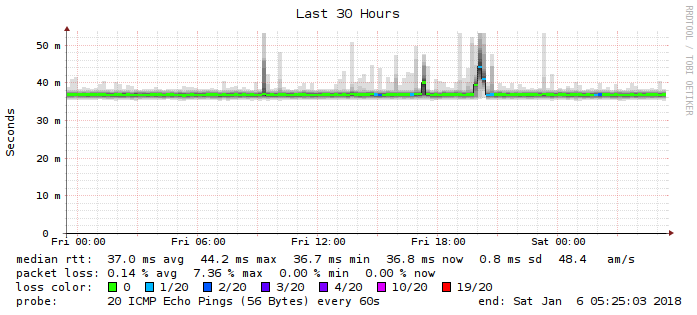 Last 30 Hours
RRDTOOL / TOBI OETIKER
Seconds
50 m
40 m
30 m
20 m
10 m
0
Fri 00:00 Fri 06:00 Fri 12:00 Fri 18:00 Sat 00:00
median rtt: 37.0 ms avg 44.2 ms max 36.7 ms min 36.8 ms now 0.8 ms sd 48.4 am/s
packet loss: 0.14 % avg 7.36 % max 0.00 % min 0.00 % now
loss color: 0 1/20 2/20 3/20 4/20 10/20 19/20
probe: 20 ICMP Echo Pings (56 Bytes) every 60s end: Sat Jan 6 05:25:03 2018